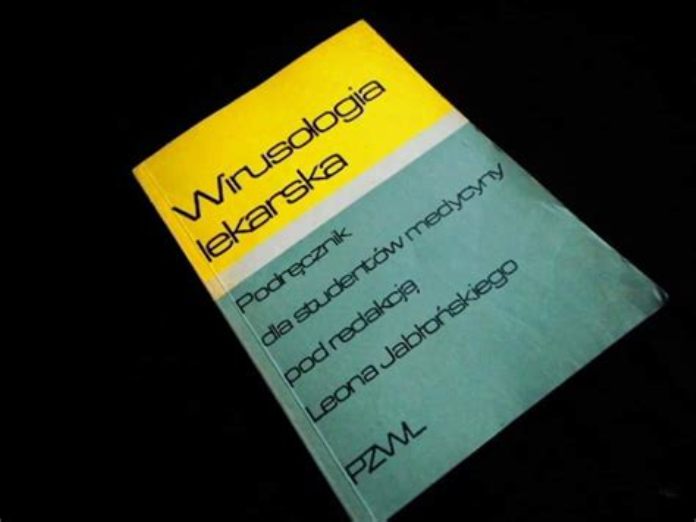 Wirusologia
lekarska
Podręcznik
dla studentów medycyny
pod redakcją
Leona Jabłońskiego
PZWL